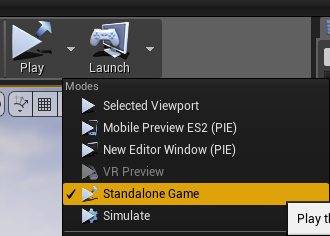 Play Launch
Modes
Selected Viewport
Mobile Preview ES2 (PIE)
New Editor Window (PIE)
VR Preview
Standalone Game
Simulate
Play th